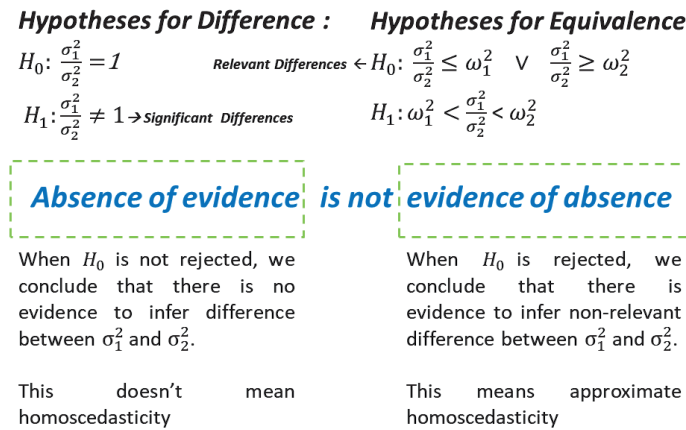 Hypotheses for Difference :
H₀: σ₁²/σ₂² = 1
H₁: σ₁²/σ₂² ≠ 1 → Significant Differences
Hypotheses for Equivalence
Relevant Differences ← H₀: σ₁²/σ₂² ≤ ω₁² ∨ σ₁²/σ₂² ≥ ω₂²
H₁: ω₁² < σ₁²/σ₂² < ω₂²
Absence of evidence is not evidence of absence
When H₀ is not rejected, we
conclude that there is no
evidence to infer difference
between σ₁² and σ₂².
This doesn’t mean
homoscedasticity
When H₀ is rejected, we
conclude that there is
evidence to infer non-relevant
difference between σ₁² and σ₂².
This means approximate
homoscedasticity